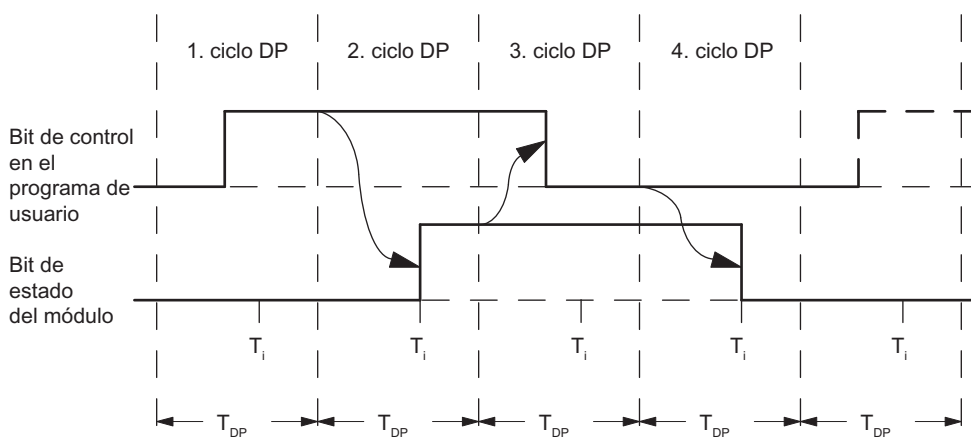 1. ciclo DP 2. ciclo DP 3. ciclo DP 4. ciclo DP
Bit de control
en el
programa de
usuario
Bit de
estado
del módulo
Ti Ti Ti Ti Ti
TDP TDP TDP TDP TDP